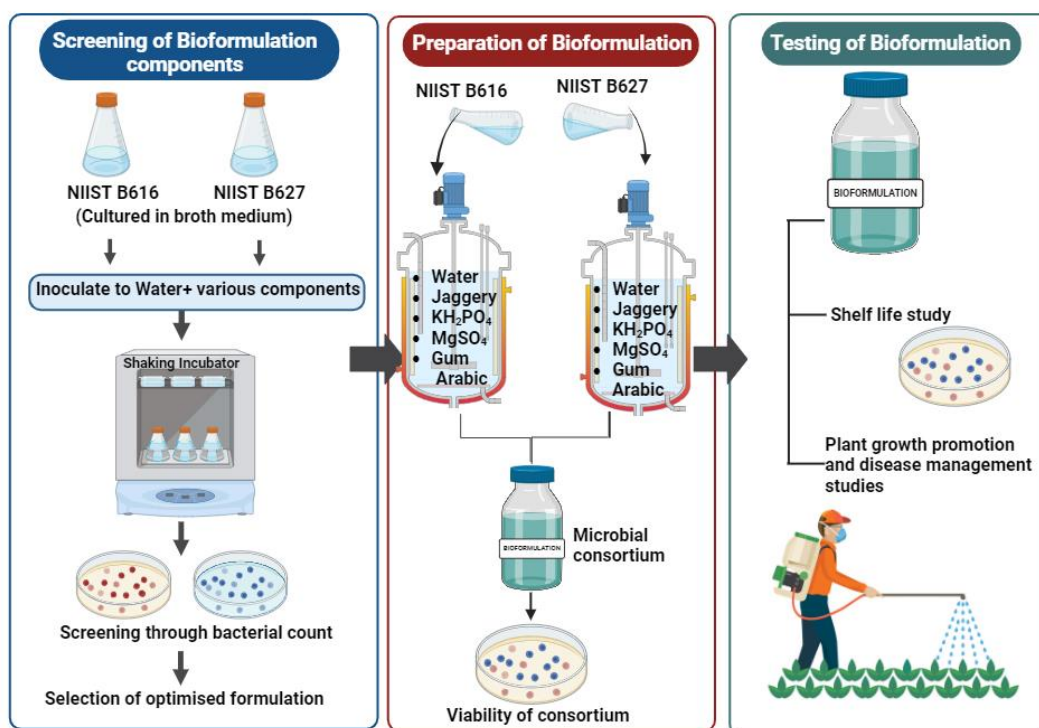 Screening of Bioformulation
components
NIIST B616
NIIST B627
(Cultured in broth medium)
Inoculate to Water+ various components
Shaking Incubator
Screening through bacterial count
Selection of optimised formulation
Preparation of Bioformulation
NIIST B616
NIIST B627
• Water
• Jaggery
• KH₂PO₄
• MgSO₄
• Gum
Arabic
• Water
• Jaggery
• KH₂PO₄
• MgSO₄
• Gum
Arabic
BIOFORMULATION
Microbial
consortium
Viability of consortium
Testing of Bioformulation
BIOFORMULATION
Shelf life study
Plant growth promotion
and disease management
studies